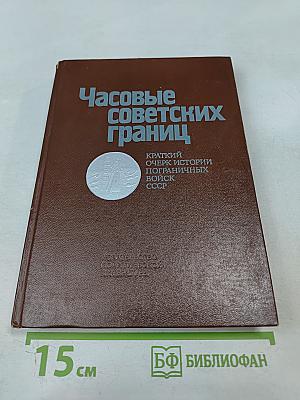 Часовые
советских
границ
КРАТКИЙ
ОЧЕРК ИСТОРИИ
ПОГРАНИЧНЫХ
ВОЙСК
СССР
15 см
БФ БИБЛИОФАН